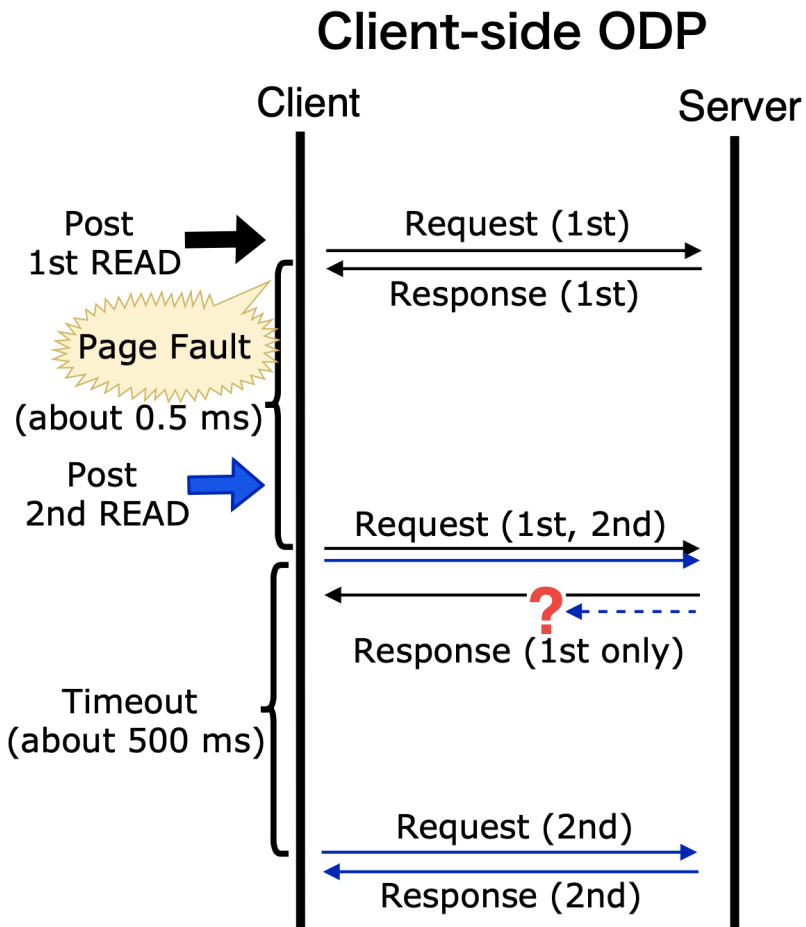 Client-side ODP
Client
Server
Post
1st READ
Request (1st)
Response (1st)
Page Fault
(about 0.5 ms)
Post
2nd READ
Request (1st, 2nd)
?
Response (1st only)
Timeout
(about 500 ms)
Request (2nd)
Response (2nd)